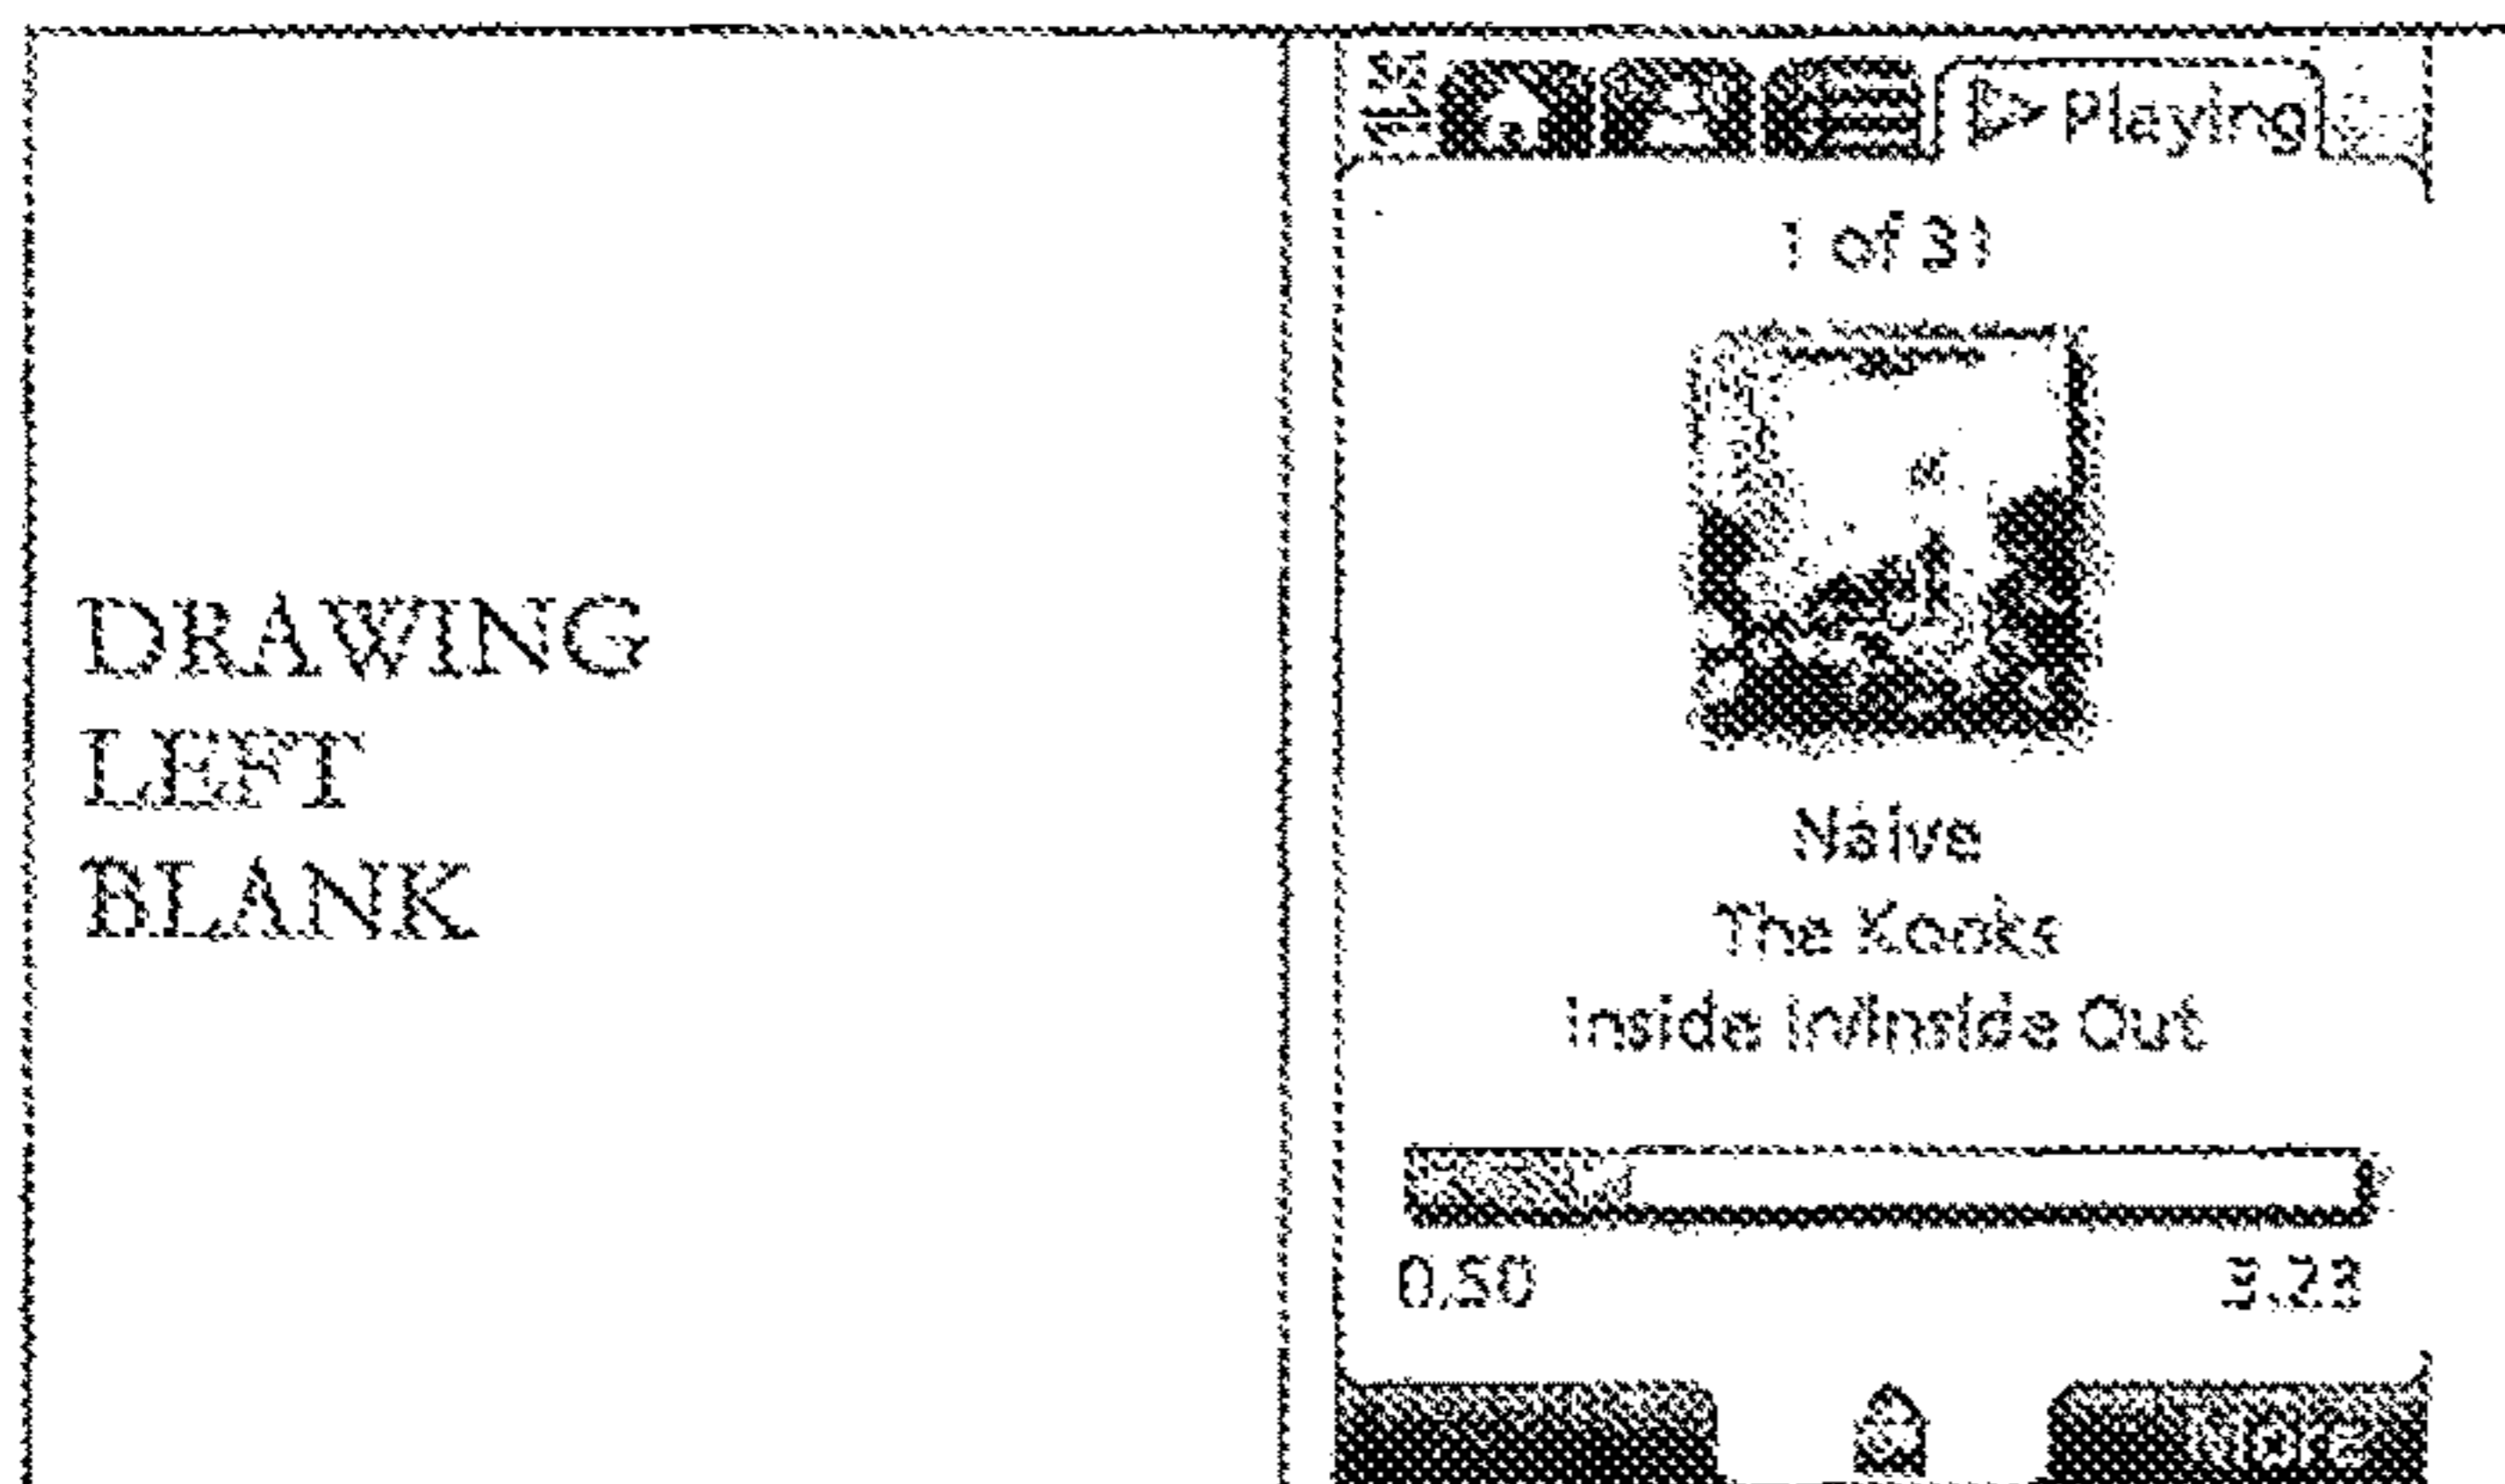 DRAWING
LEFT
BLANK
Playing
1 of 31
Naive
The Kooks
Inside In/Inside Out
0.50
3.23